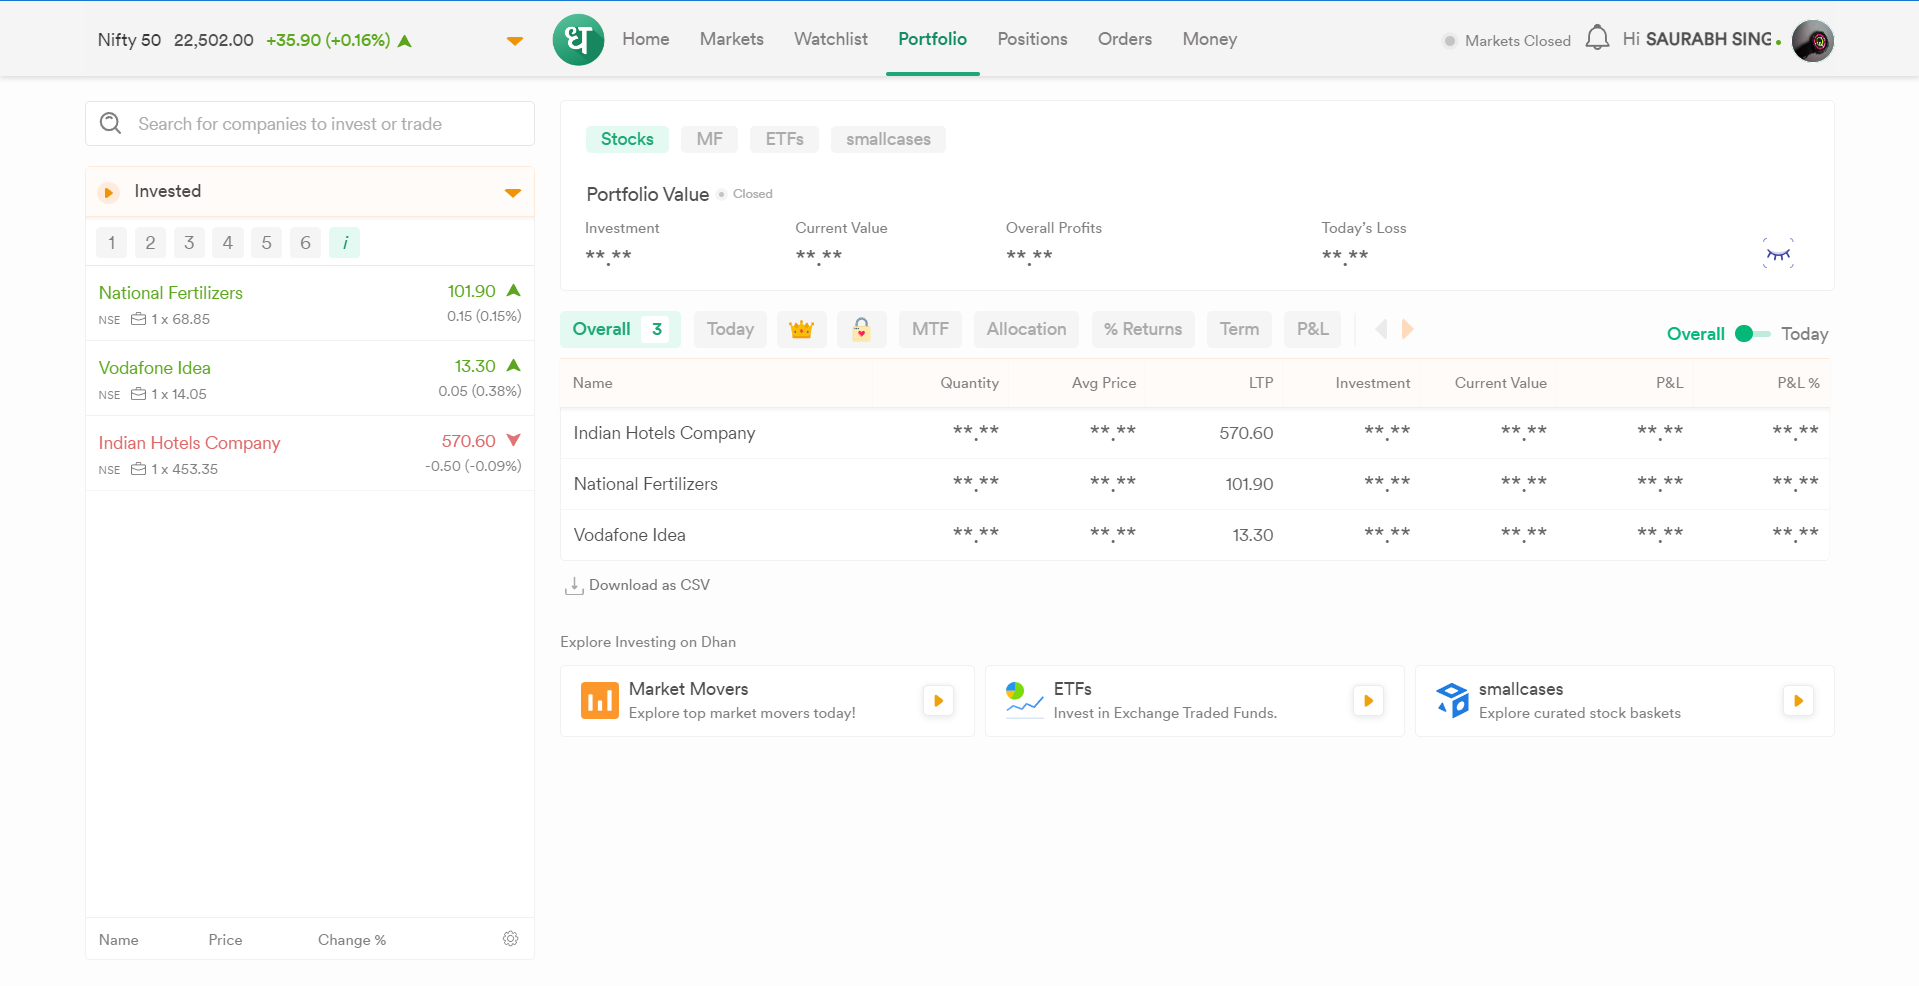 Nifty 50 22,502.00 +35.90 (+0.16%)
ध
Home Markets Watchlist Portfolio Positions Orders Money
Markets Closed
Hi SAURABH SING
Search for companies to invest or trade
Invested
1 2 3 4 5 6 i
National Fertilizers 101.90
NSE 1 x 68.85 0.15 (0.15%)
Vodafone Idea 13.30
NSE 1 x 14.05 0.05 (0.38%)
Indian Hotels Company 570.60
NSE 1 x 453.35 -0.50 (-0.09%)
Name Price Change %
Stocks MF ETFs smallcases
Portfolio Value Closed
Investment Current Value Overall Profits Today's Loss
**.** **.** **.** **.**
Overall 3 Today MTF Allocation % Returns Term P&L
Overall Today
Name Quantity Avg Price LTP Investment Current Value P&L P&L %
Indian Hotels Company **.** **.** 570.60 **.** **.** **.** **.**
National Fertilizers **.** **.** 101.90 **.** **.** **.** **.**
Vodafone Idea **.** **.** 13.30 **.** **.** **.** **.**
Download as CSV
Explore Investing on Dhan
Market Movers
Explore top market movers today!
ETFs
Invest in Exchange Traded Funds.
smallcases
Explore curated stock baskets